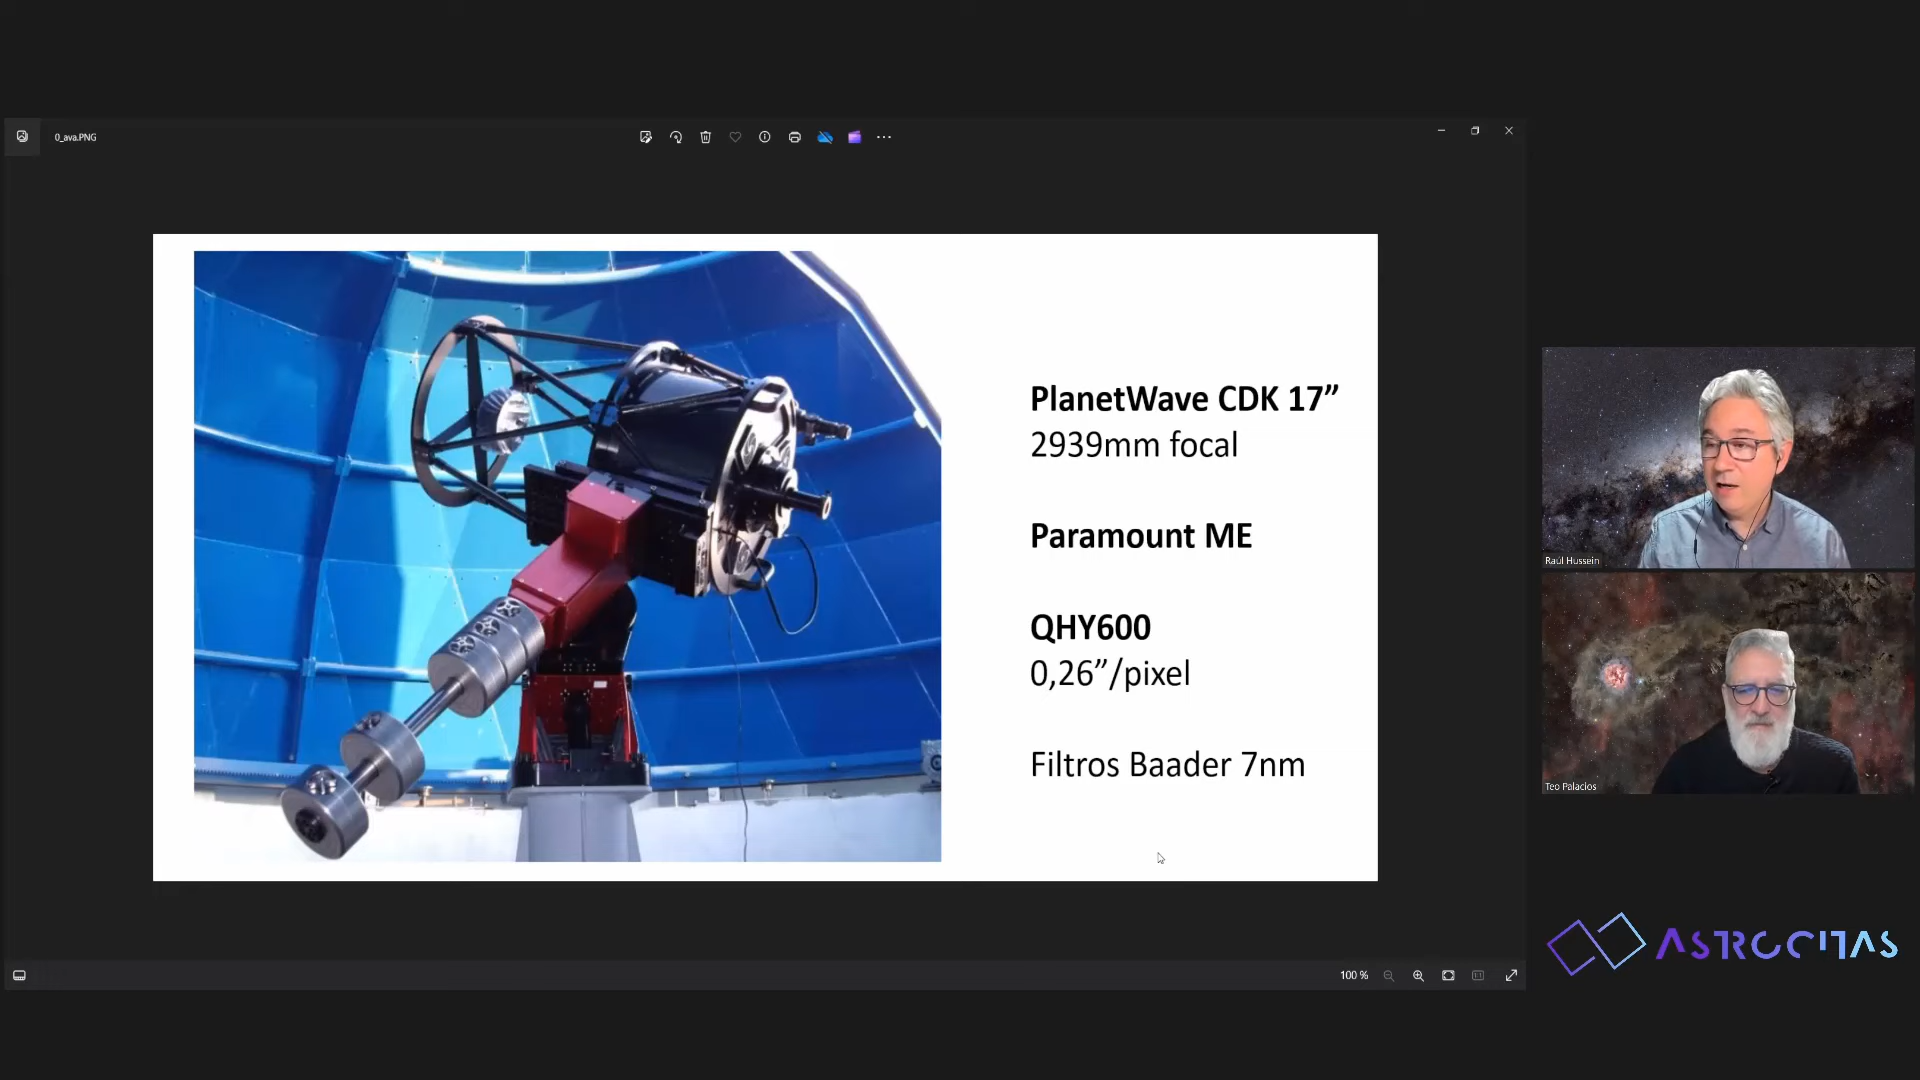 0_ava.PNG
PlanetWave CDK 17”
2939mm focal
Paramount ME
QHY600
0,26”/pixel
Filtros Baader 7nm
Raúl Hussein
Teo Palacios
ASTROCITAS
100 %